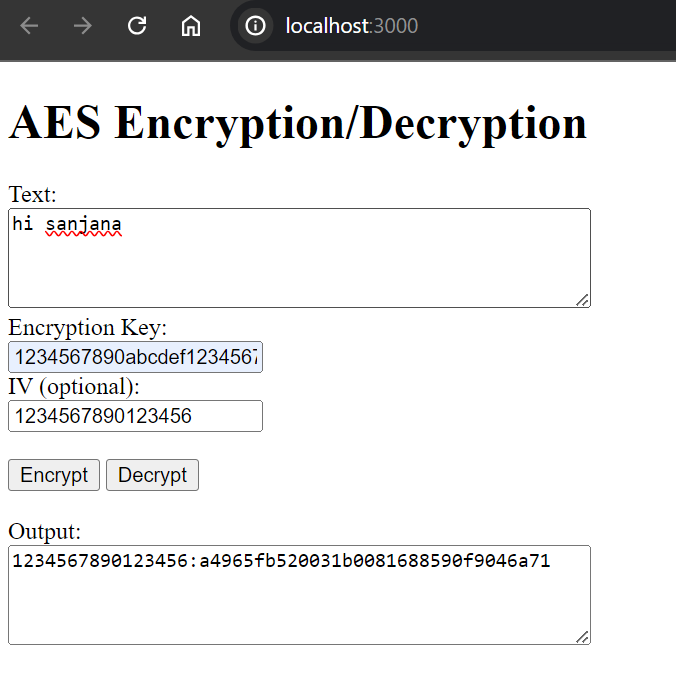 localhost:3000
AES Encryption/Decryption
Text:
hi sanjana
Encryption Key:
1234567890abcdef1234567
IV (optional):
1234567890123456
Encrypt Decrypt
Output:
1234567890123456:a4965fb520031b0081688590f9046a71